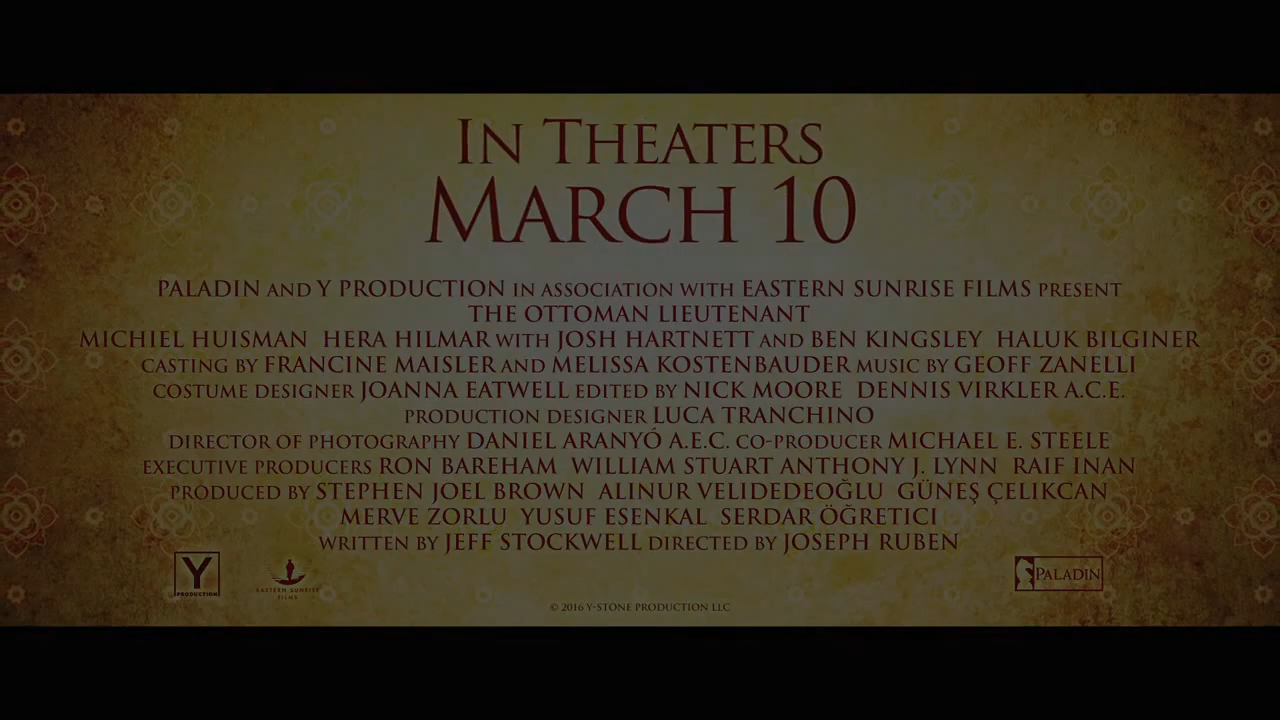 IN THEATERS
MARCH 10
PALADIN AND Y PRODUCTION IN ASSOCIATION WITH EASTERN SUNRISE FILMS PRESENT
THE OTTOMAN LIEUTENANT
MICHIEL HUISMAN HERA HILMAR WITH JOSH HARTNETT AND BEN KINGSLEY HALUK BILGINER
CASTING BY FRANCINE MAISLER AND MELISSA KOSTENBAUDER MUSIC BY GEOFF ZANELLI
COSTUME DESIGNER JOANNA EATWELL EDITED BY NICK MOORE DENNIS VIRKLER A.C.E.
PRODUCTION DESIGNER LUCA TRANCHINO
DIRECTOR OF PHOTOGRAPHY DANIEL ARANYÓ A.E.C. CO-PRODUCER MICHAEL E. STEELE
EXECUTIVE PRODUCERS RON BAREHAM WILLIAM STUART ANTHONY J. LYNN RAIF INAN
PRODUCED BY STEPHEN JOEL BROWN ALINUR VELIDEDEOĞLU GÜNEŞ ÇELIKCAN
MERVE ZORLU YUSUF ESENKAL SERDAR ÖĞRETICI
WRITTEN BY JEFF STOCKWELL DIRECTED BY JOSEPH RUBEN
Y PRODUCTION
EASTERN SUNRISE FILMS
PALADIN
© 2016 Y-STONE PRODUCTION LLC